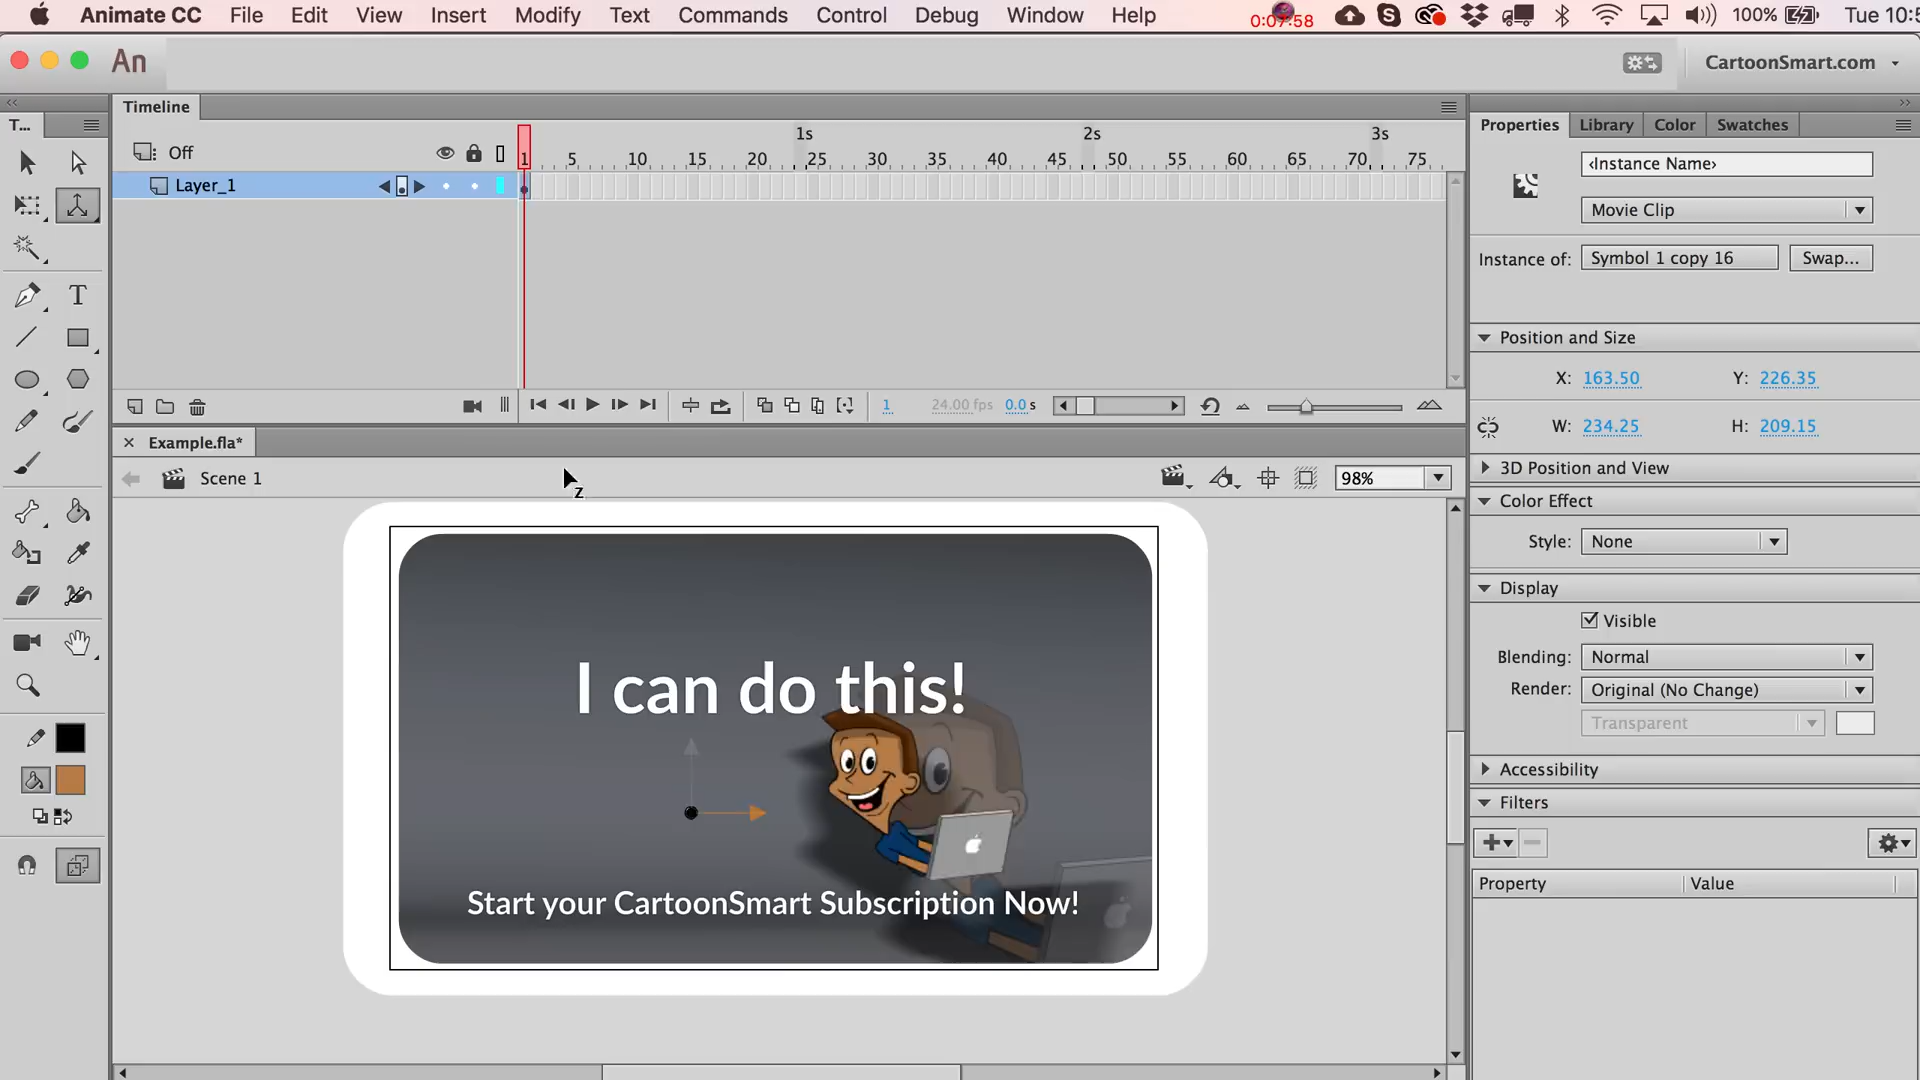 Animate CC File Edit View Insert Modify Text Commands Control Debug Window Help 0:07:58 100% Tue 10:5
An CartoonSmart.com
Timeline
T... Properties Library Color Swatches
1s 2s 3s
Off 1 5 10 15 20 25 30 35 40 45 50 55 60 65 70 75
‹Instance Name›
Layer_1
Movie Clip
Instance of: Symbol 1 copy 16 Swap...
T
Position and Size
X: 163.50 Y: 226.35
1 24.00 fps 0.0 s
W: 234.25 H: 209.15
Example.fla*
3D Position and View
Scene 1 98%
z
Color Effect
Style: None
Display
Visible
Blending: Normal
Render: Original (No Change)
Transparent
I can do this!
Accessibility
Filters
Property Value
Start your CartoonSmart Subscription Now!